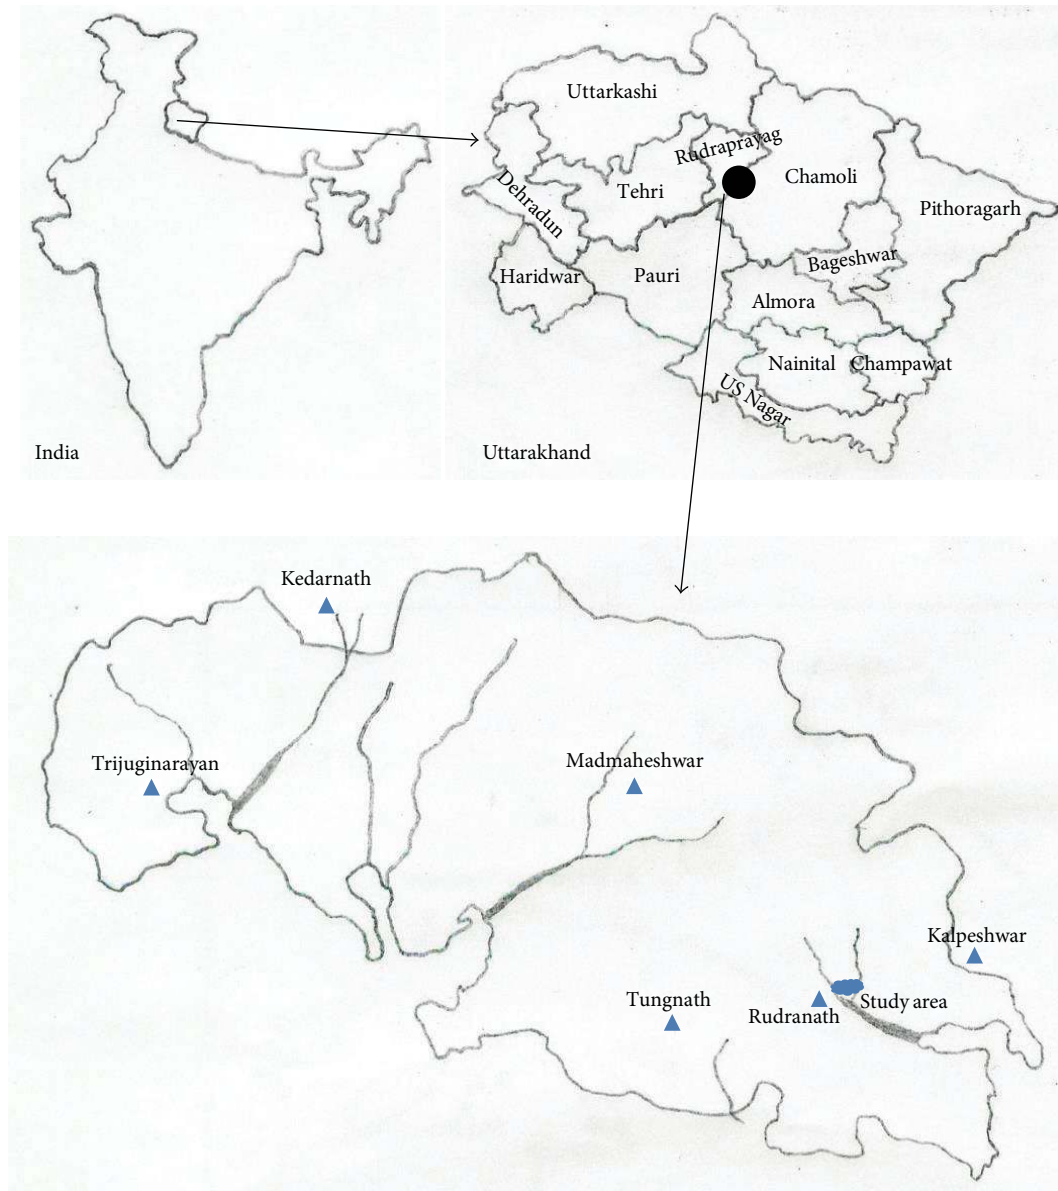 Uttarkashi
Rudraprayag
Chamoli
Tehri
Dehradun
Pithoragarh
Haridwar
Pauri
Bageshwar
Almora
Nainital
Champawat
US Nagar
India
Uttarakhand
Kedarnath
Trijuginarayan
Madmaheshwar
Kalpeshwar
Tungnath
Study area
Rudranath